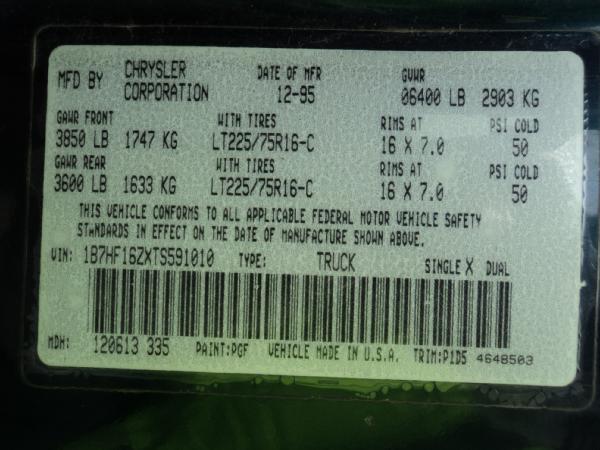 MFD BY CHRYSLER CORPORATION DATE OF MFR 12-95 GVWR 06400 LB 2903 KG
GAWR FRONT WITH TIRES RIMS AT PSI COLD
3850 LB 1747 KG LT225/75R16-C 16 X 7.0 50
GAWR REAR WITH TIRES RIMS AT PSI COLD
3600 LB 1633 KG LT225/75R16-C 16 X 7.0 50
THIS VEHICLE CONFORMS TO ALL APPLICABLE FEDERAL MOTOR VEHICLE SAFETY
STANDARDS IN EFFECT ON THE DATE OF MANUFACTURE SHOWN ABOVE.
VIN: 1B7HF16ZXTS591010 TYPE: TRUCK SINGLE X DUAL
MDH: 120613 335 PAINT:PGF VEHICLE MADE IN U.S.A. TRIM:P1D5 4648503